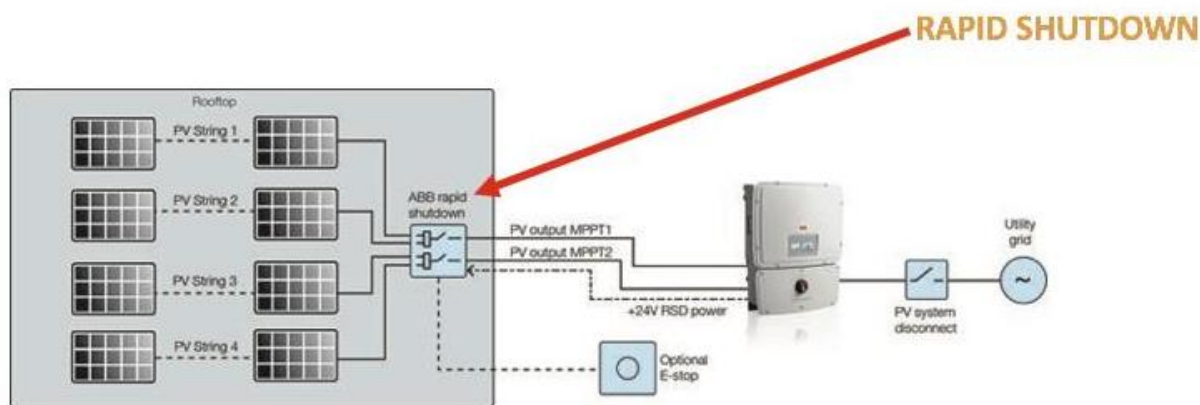 RAPID SHUTDOWN
Rooftop
PV String 1
PV String 2
ABB rapid
shutdown
PV String 3
PV String 4
PV output MPPT1
PV output MPPT2
+24V RSD power
Optional
E-stop
PV system
disconnect
Utility
grid